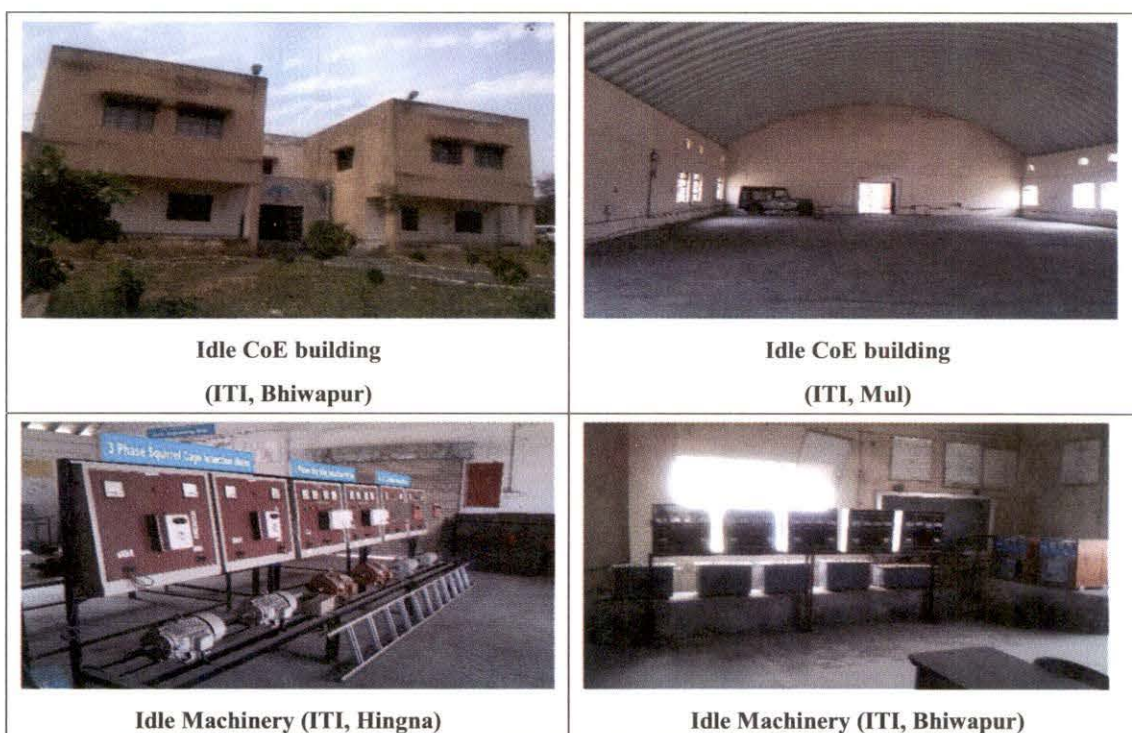 Idle CoE building
(ITI, Bhiwapur)
Idle CoE building
(ITI, Mul)
3 Phase Squirrel Cage Induction Motor
Idle Machinery (ITI, Hingna)
Idle Machinery (ITI, Bhiwapur)